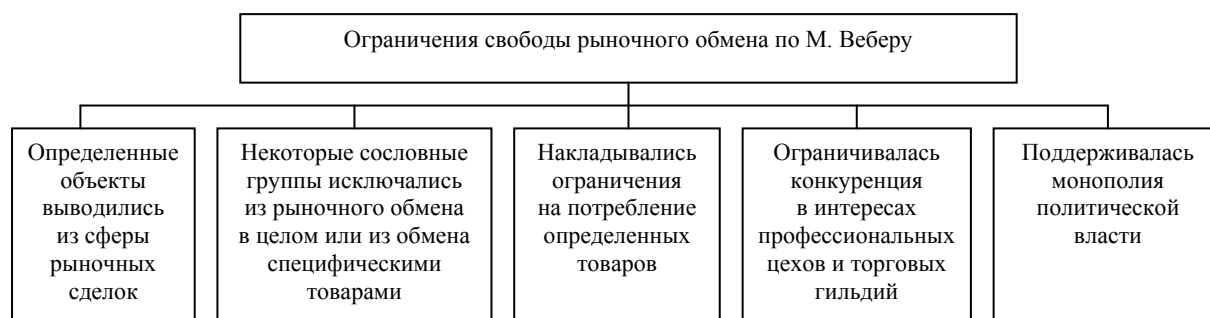 Ограничения свободы рыночного обмена по М. Веберу
Определенные
объекты
выводились
из сферы
рыночных
сделок
Некоторые сословные
группы исключались
из рыночного обмена
в целом или из обмена
специфическими
товарами
Накладывались
ограничения
на потребление
определенных
товаров
Ограничивалась
конкуренция
в интересах
профессиональных
цехов и торговых
гильдий
Поддерживалась
монополия
политической
власти